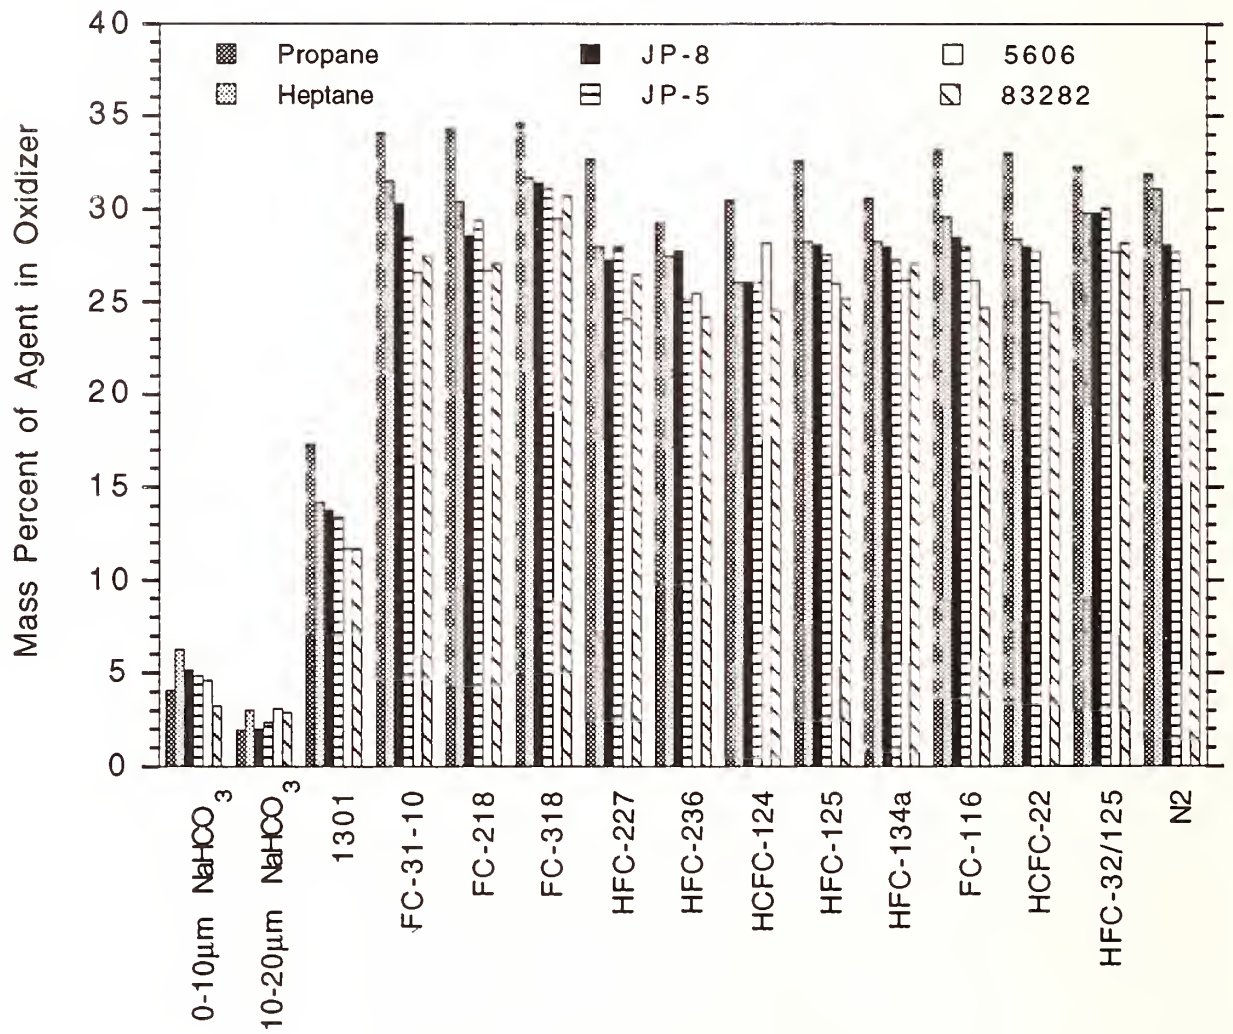 Mass Percent of Agent in Oxidizer
40
35
30
25
20
15
10
5
0
Propane
Heptane
JP-8
JP-5
5606
83282
0-10µm NaHCO3
10-20µm NaHCO3
1301
FC-31-10
FC-218
FC-318
HFC-227
HFC-236
HCFC-124
HFC-125
HFC-134a
FC-116
HCFC-22
HFC-32/125
N2